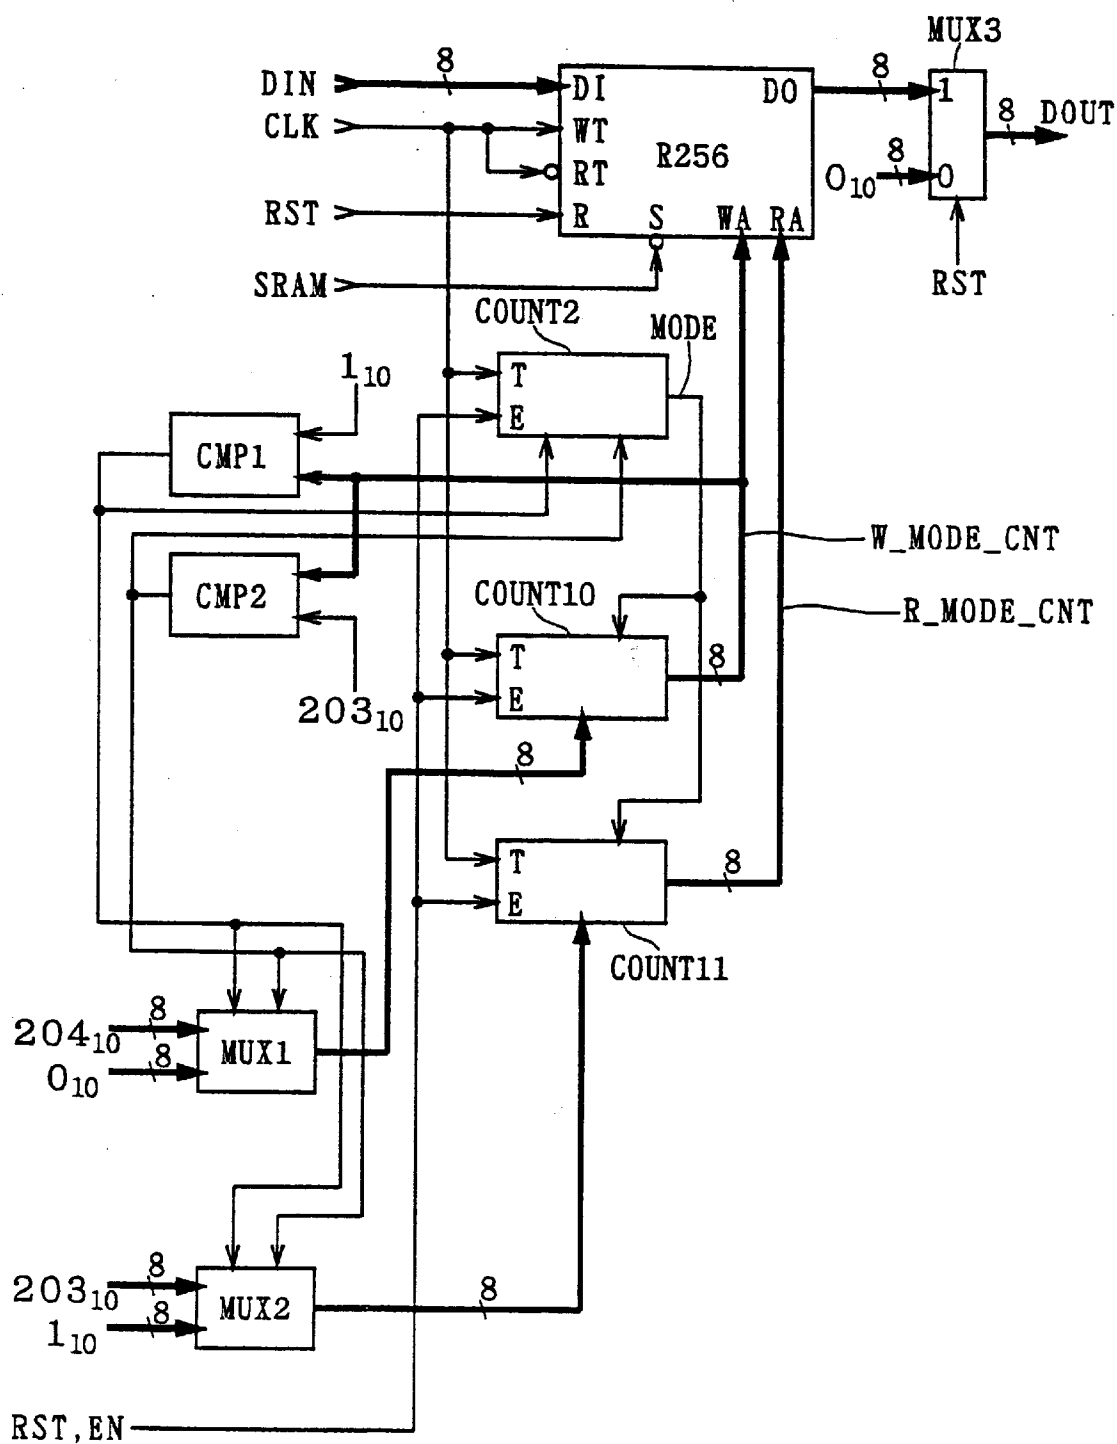 MUX3
DIN
8
DI
DO
8
1
8
DOUT
CLK
WT
R256
RT
0₁₀
8
0
RST
R
S
WA
RA
RST
SRAM
COUNT2
MODE
1₁₀
T
E
CMP1
W_MODE_CNT
CMP2
COUNT10
R_MODE_CNT
T
E
8
203₁₀
8
T
E
8
COUNT11
204₁₀
8
0₁₀
8
MUX1
203₁₀
8
1₁₀
8
MUX2
8
RST,EN